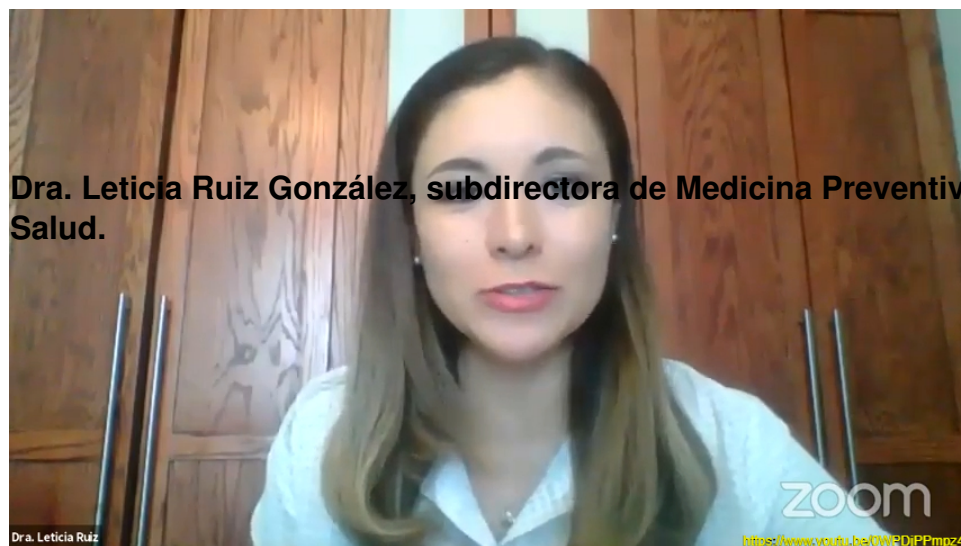 Dra. Leticia Ruiz González, subdirectora de Medicina Preventiv
Salud.
zoom
Dra. Leticia Ruiz